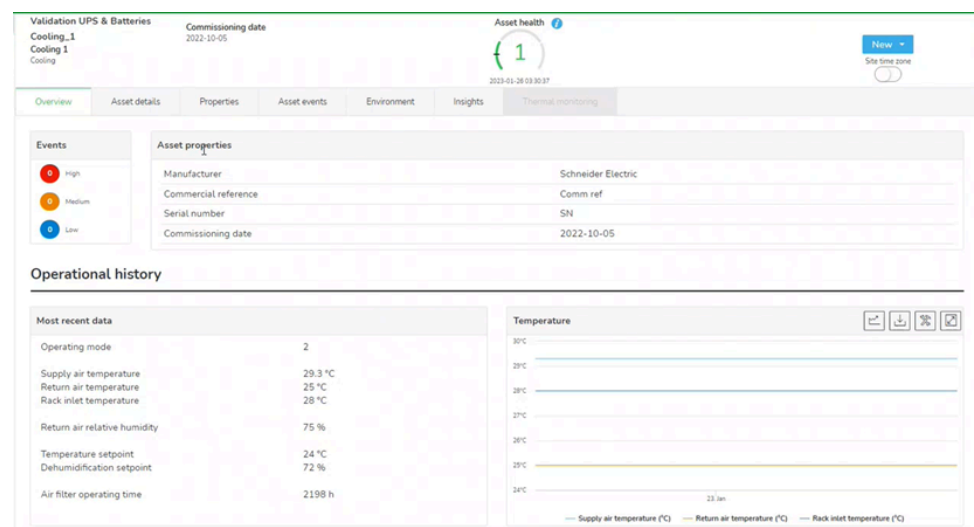 Validation UPS & Batteries
Cooling_1
Cooling 1
Cooling
Commissioning date
2022-10-05
Asset health i
1
2023-01-28 03:30:37
New
Site time zone
Overview Asset details Properties Asset events Environment Insights Thermal monitoring
Events
0 High
0 Medium
0 Low
Asset properties
Manufacturer Schneider Electric
Commercial reference Comm ref
Serial number SN
Commissioning date 2022-10-05
Operational history
Most recent data
Operating mode 2
Supply air temperature 29.3 °C
Return air temperature 25 °C
Rack inlet temperature 28 °C
Return air relative humidity 75 %
Temperature setpoint 24 °C
Dehumidification setpoint 72 %
Air filter operating time 2198 h
Temperature
30°C
29°C
28°C
27°C
26°C
25°C
24°C
23. Jan
Supply air temperature (°C) Return air temperature (°C) Rack inlet temperature (°C)